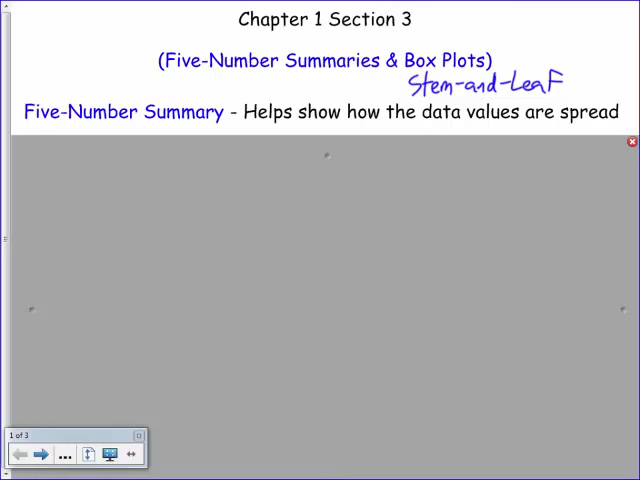 Chapter 1 Section 3
(Five-Number Summaries & Box Plots)
Stem-and-Leaf
Five-Number Summary - Helps show how the data values are spread
1 of 3